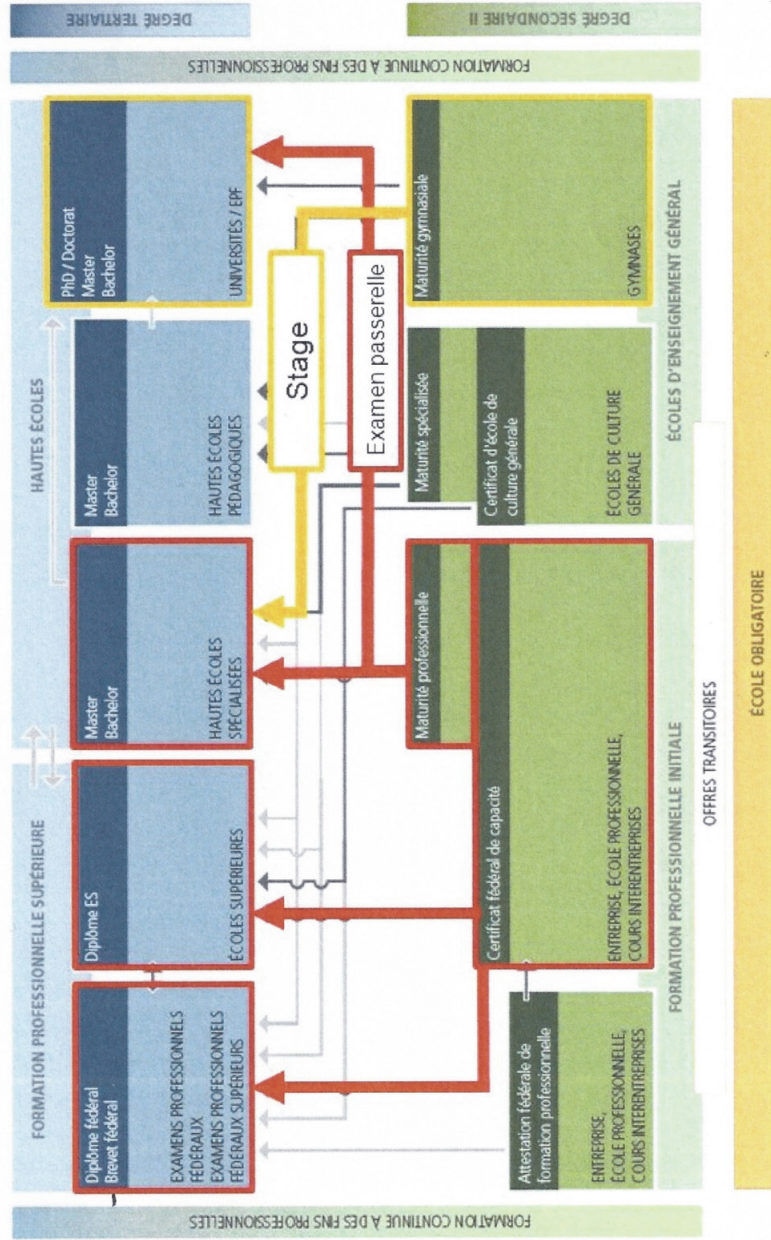 DEGRÉ TERTIAIRE
DEGRÉ SECONDAIRE II
FORMATION CONTINUE À DES FINS PROFESSIONNELLES
FORMATION PROFESSIONNELLE SUPÉRIEURE
HAUTES ÉCOLES
Diplôme fédéral
Brevet fédéral
EXAMENS PROFESSIONNELS
FÉDÉRAUX
EXAMENS PROFESSIONNELS
FÉDÉRAUX SUPÉRIEURS
Diplôme ES
ÉCOLES SUPÉRIEURES
Master
Bachelor
HAUTES ÉCOLES
SPÉCIALISÉES
Master
Bachelor
HAUTES ÉCOLES
PÉDAGOGIQUES
PhD / Doctorat
Master
Bachelor
UNIVERSITÉS / EPF
Stage
Examen passerelle
Attestation fédérale de
formation professionnelle
ENTREPRISE,
ÉCOLE PROFESSIONNELLE,
COURS INTERENTREPRISES
Maturité professionnelle
Certificat fédéral de capacité
ENTREPRISE, ÉCOLE PROFESSIONNELLE,
COURS INTERENTREPRISES
Maturité spécialisée
Certificat d'école de
culture générale
ÉCOLES DE CULTURE
GÉNÉRALE
Maturité gymnasiale
GYMNASES
FORMATION PROFESSIONNELLE INITIALE
ÉCOLES D'ENSEIGNEMENT GÉNÉRAL
OFFRES TRANSITOIRES
ÉCOLE OBLIGATOIRE
FORMATION CONTINUE À DES FINS PROFESSIONNELLES